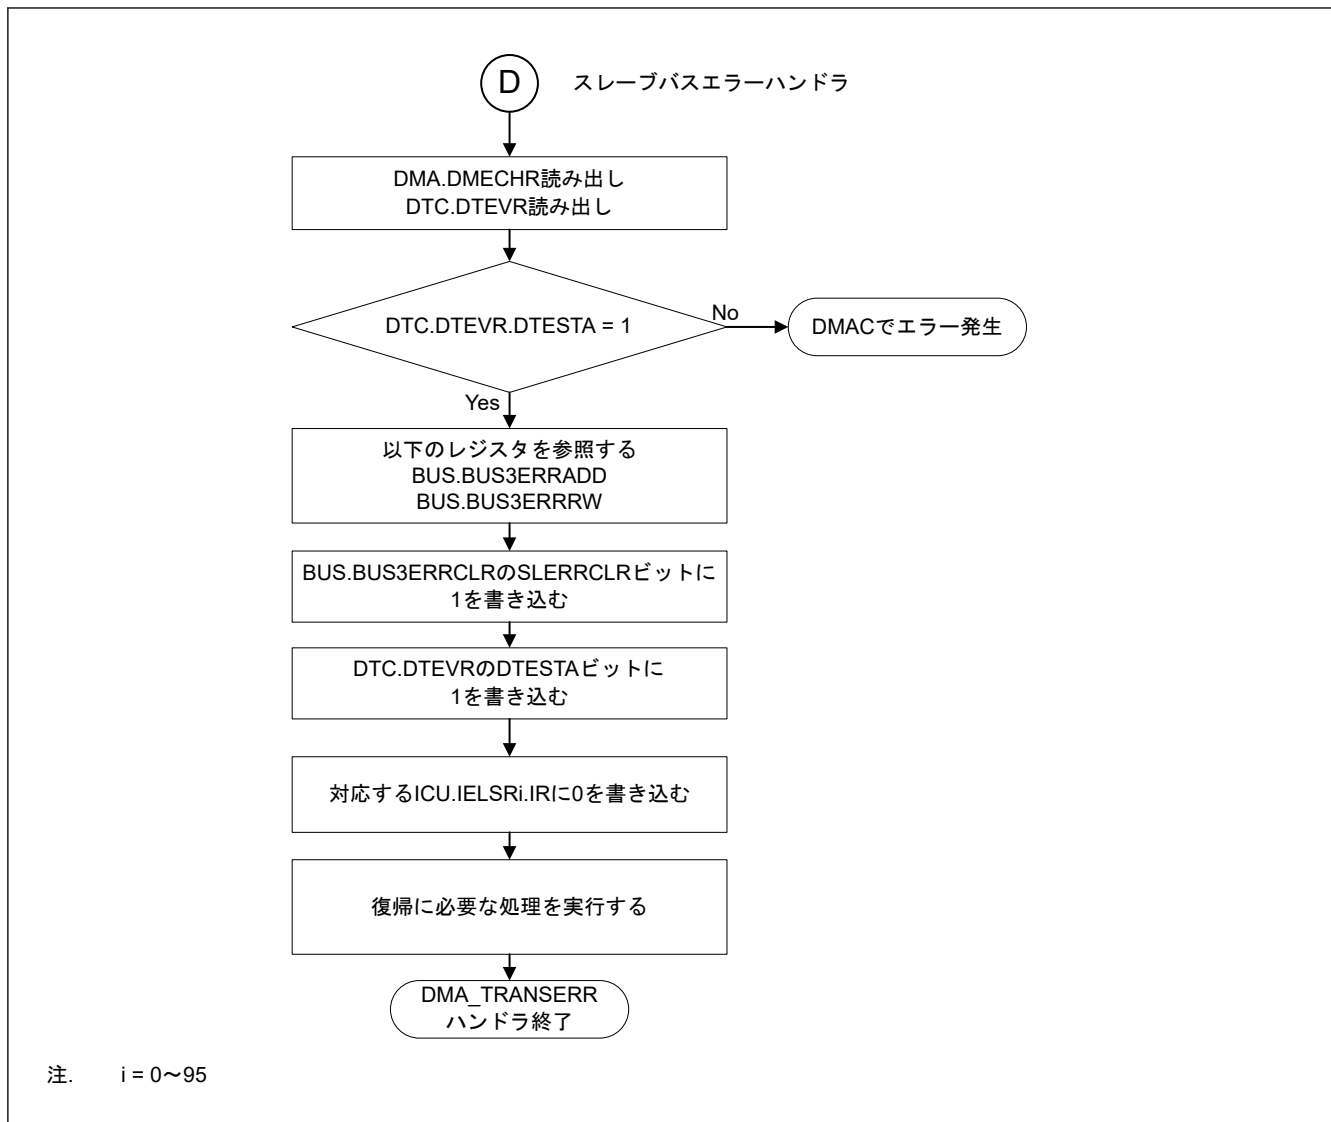 D
スレーブバスエラーハンドラ
DMA.DMECHR読み出し
DTC.DTEVR読み出し
DTC.DTEVR.DTESTA = 1
No
DMACでエラー発生
Yes
以下のレジスタを参照する
BUS.BUS3ERRADD
BUS.BUS3ERRRW
BUS.BUS3ERRCLRのSLERRCLRビットに
1を書き込む
DTC.DTEVRのDTESTAビットに
1を書き込む
対応するICU.IELSRi.IRに0を書き込む
復帰に必要な処理を実行する
DMA_TRANSERR
ハンドラ終了
注. i = 0～95